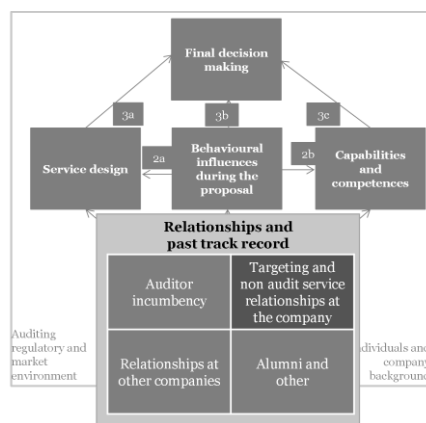 Final decision
making
3a
3b
3c
Service design
2a
Behavioural
influences
during the
proposal
2b
Capabilities
and
competences
Relationships and
past track record
Auditor
incumbency
Targeting and
non audit service
relationships at
the company
Relationships at
other companies
Alumni and
other
Auditing
regulatory and
market
environment
and
company
background